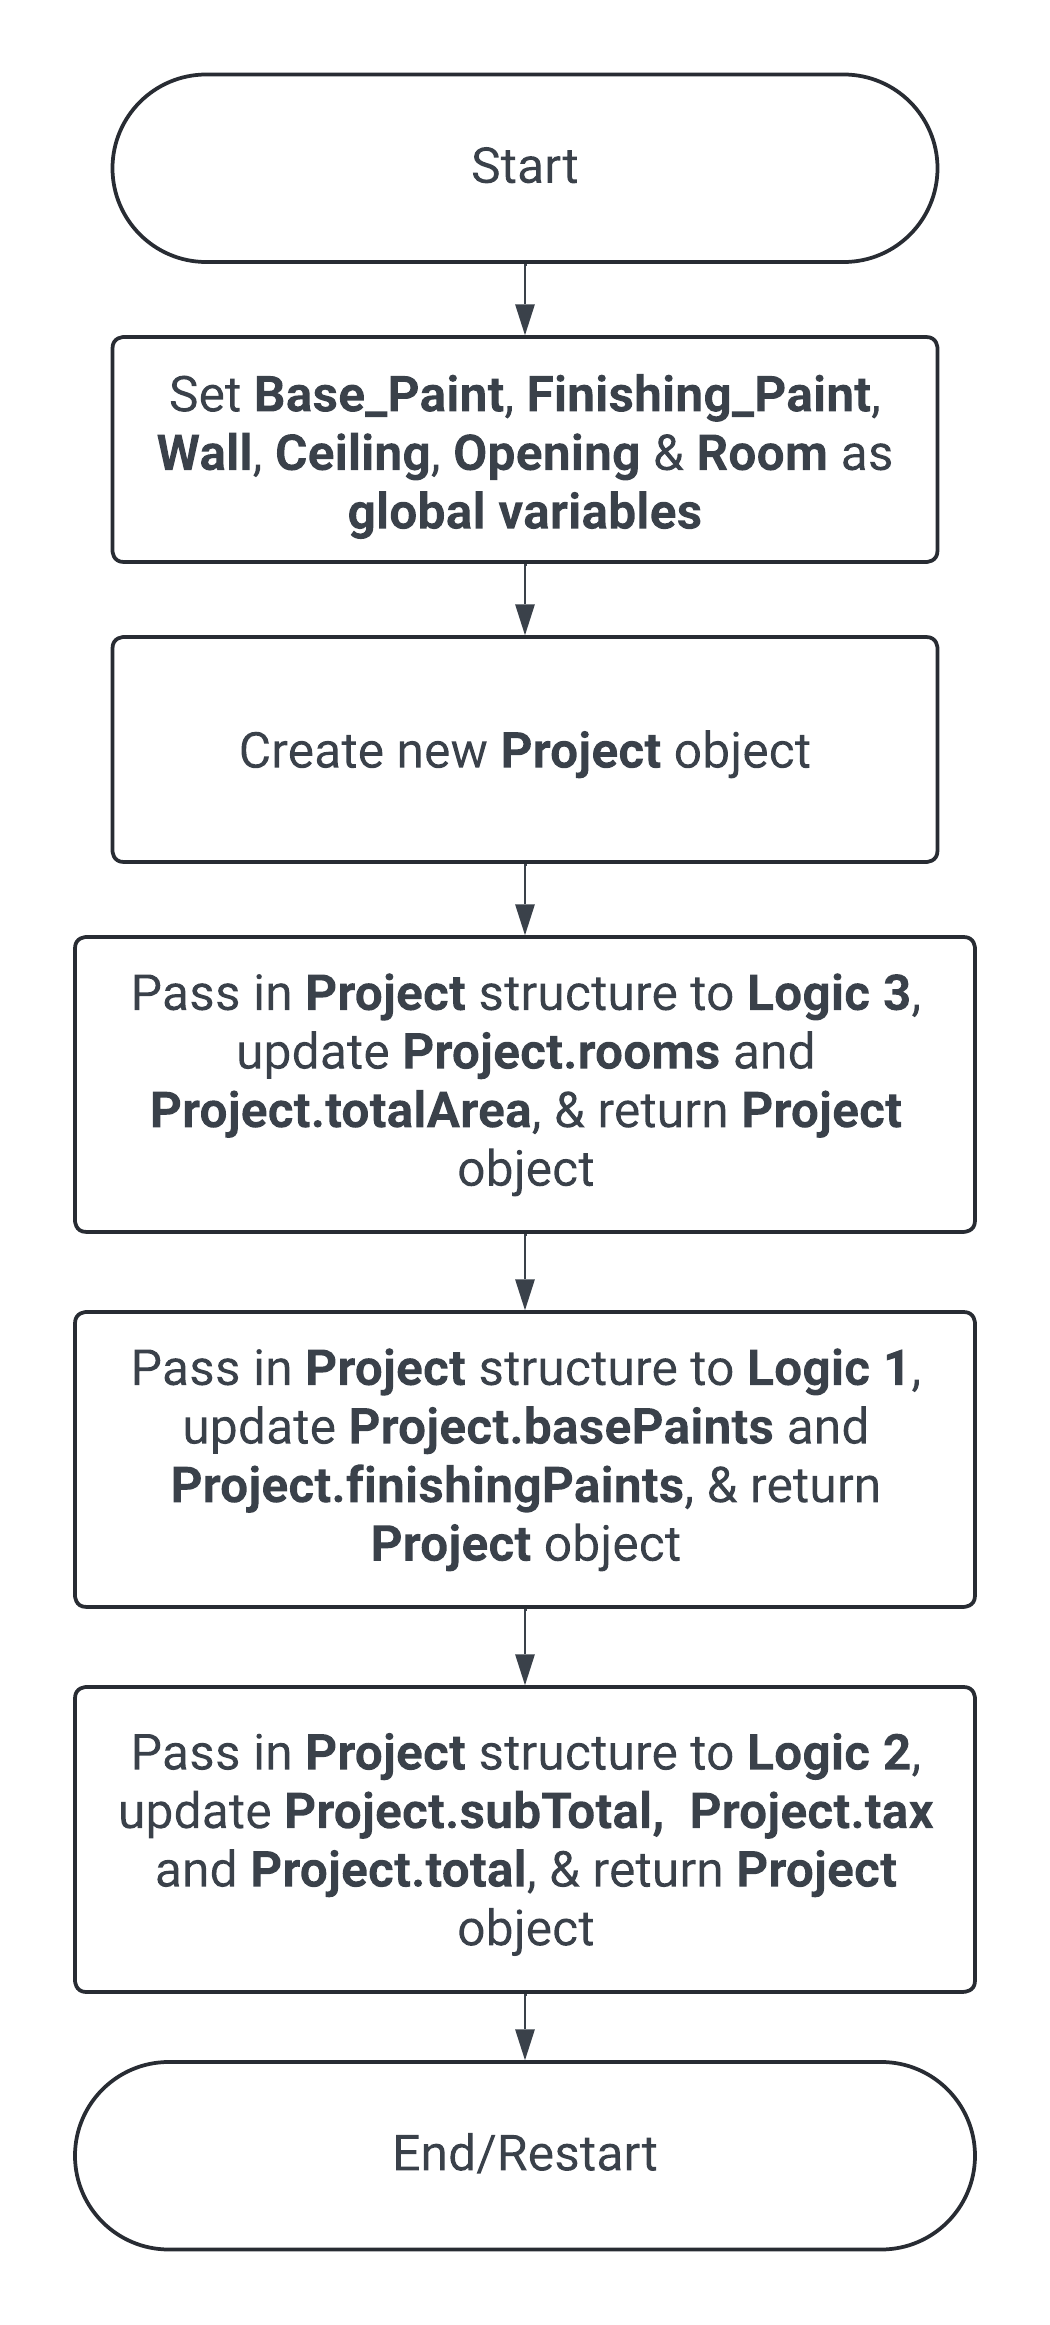 Start
Set Base_Paint, Finishing_Paint,
Wall, Ceiling, Opening & Room as
global variables
Create new Project object
Pass in Project structure to Logic 3,
update Project.rooms and
Project.totalArea, & return Project
object
Pass in Project structure to Logic 1,
update Project.basePaints and
Project.finishingPaints, & return
Project object
Pass in Project structure to Logic 2,
update Project.subTotal,  Project.tax
and Project.total, & return Project
object
End/Restart